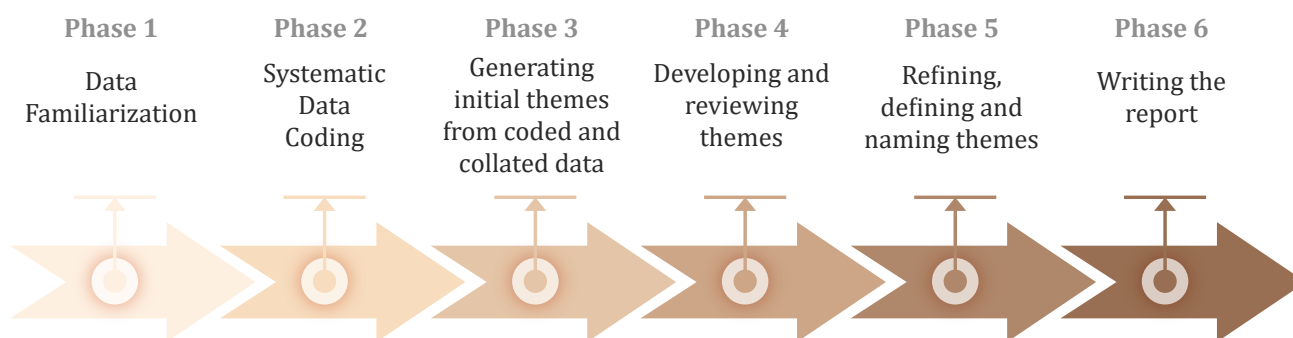 Phase 1
Data
Familiarization
Phase 2
Systematic
Data
Coding
Phase 3
Generating
initial themes
from coded and
collated data
Phase 4
Developing and
reviewing
themes
Phase 5
Refining,
defining and
naming themes
Phase 6
Writing the
report